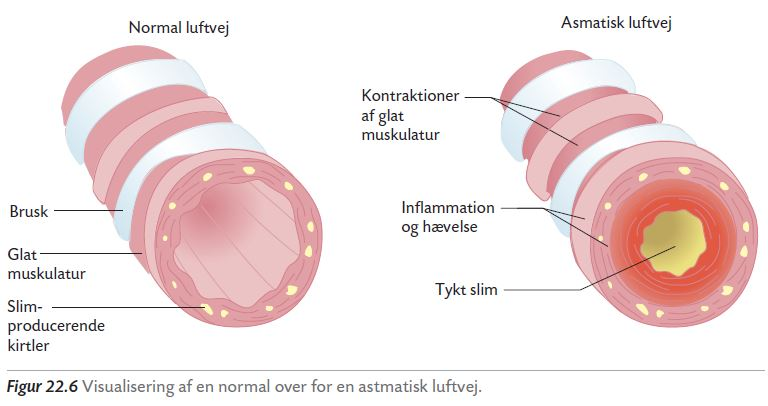 Normal luftvej
Brusk
Glat
muskulatur
Slim-
producerende
kirtler
Asmatisk luftvej
Kontraktioner
af glat
muskulatur
Inflammation
og hævelse
Tykt slim
Figur 22.6 Visualisering af en normal over for en astmatisk luftvej.